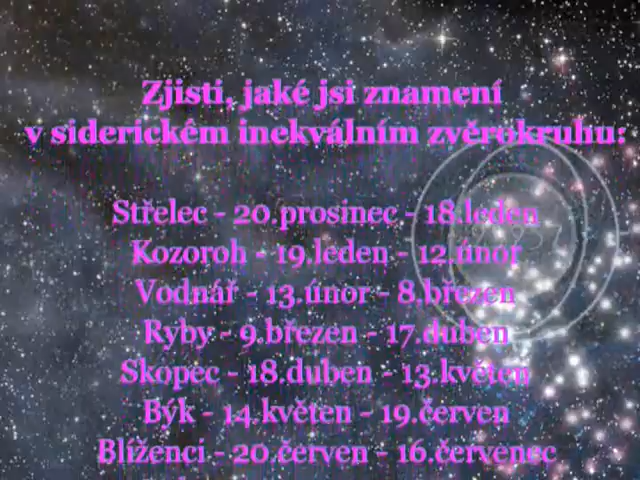 Zjisti, jaké jsi znamení
v siderickém inekválním zvěrokruhu:
Střelec - 20.prosinec - 18.leden
Kozoroh - 19.leden - 12.únor
Vodnář - 13.únor - 8.březen
Ryby - 9.březen - 17.duben
Skopec - 18.duben - 13.květen
Býk - 14.květen - 19.červen
Blíženci - 20.červen - 16.červenec